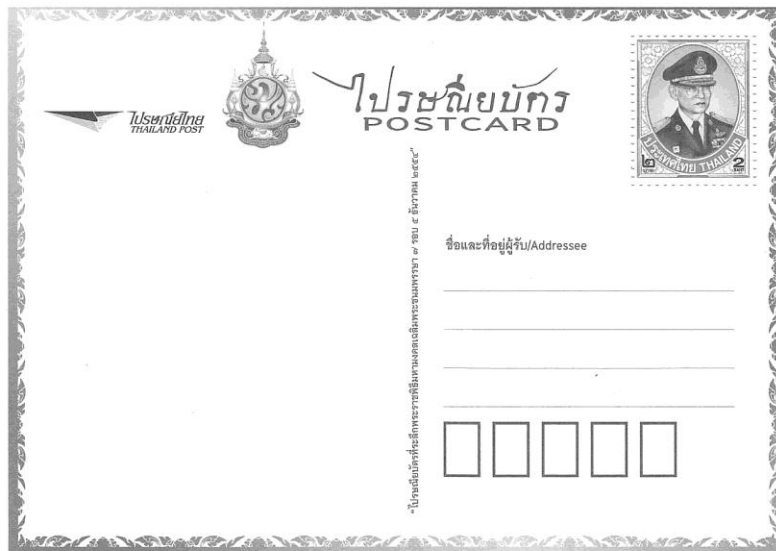 ไปรษณีย์ไทย
THAILAND POST
ไปรษณียบัตร
POSTCARD
ประเทศไทย THAILAND
๒ 2
บาท BAHT
"ไปรษณียบัตรที่ระลึกพระราชพิธีมหามงคลเฉลิมพระชนมพรรษา ๗ รอบ ๕ ธันวาคม ๒๕๕๔"
ชื่อและที่อยู่ผู้รับ/Addressee